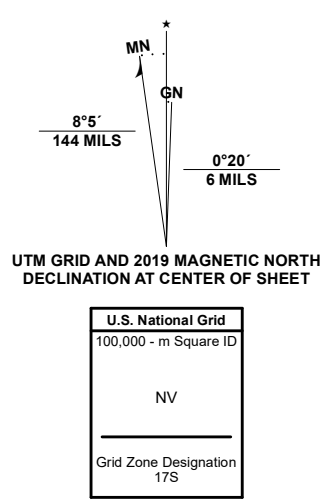 ★
MN
GN
8°5´
144 MILS
0°20´
6 MILS
UTM GRID AND 2019 MAGNETIC NORTH
DECLINATION AT CENTER OF SHEET
U.S. National Grid
100,000 - m Square ID
NV
Grid Zone Designation
17S